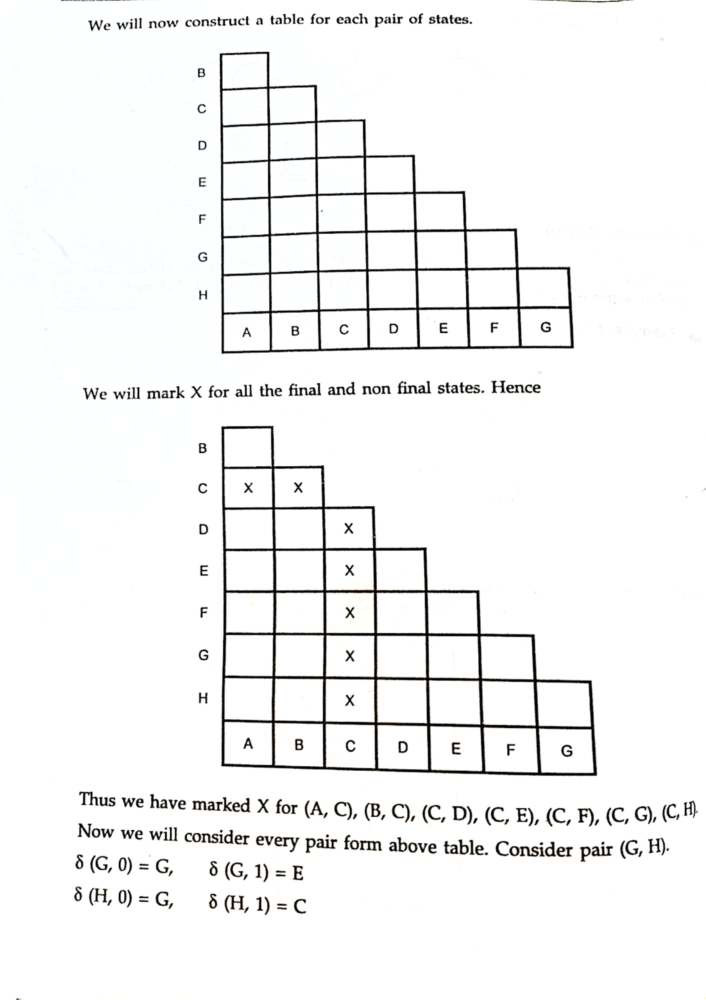 We will now construct a table for each pair of states.
B
C
D
E
F
G
H
A B C D E F G
We will mark X for all the final and non final states. Hence
B
C X X
D X
E X
F X
G X
H X
A B C D E F G
Thus we have marked X for (A, C), (B, C), (C, D), (C, E), (C, F), (C, G), (C, H).
Now we will consider every pair form above table. Consider pair (G, H).
δ (G, 0) = G, δ (G, 1) = E
δ (H, 0) = G, δ (H, 1) = C